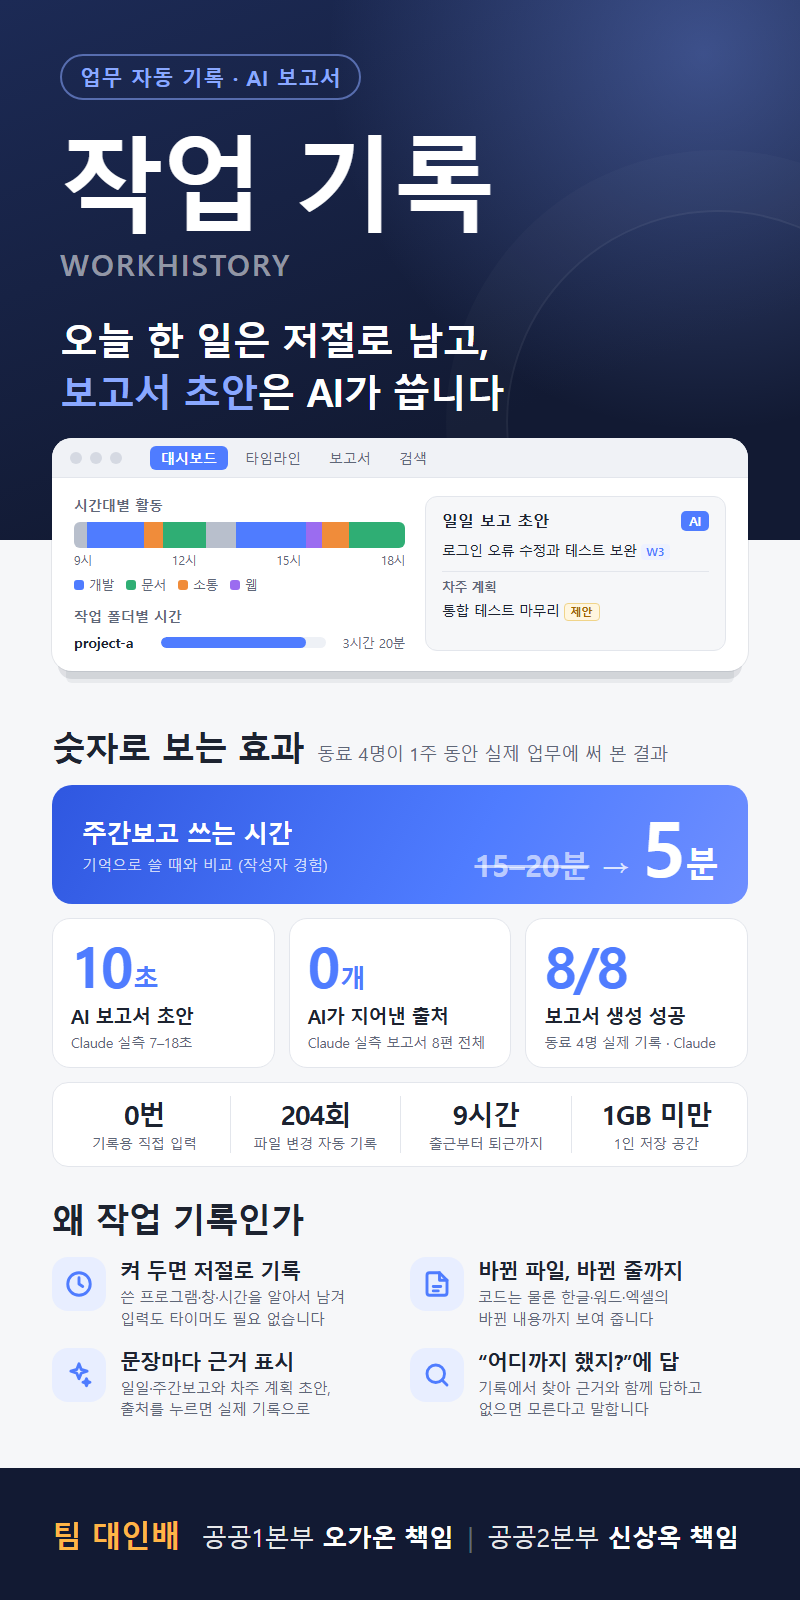 업무 자동 기록 · AI 보고서
작업 기록
WORKHISTORY
오늘 한 일은 저절로 남고,
보고서 초안은 AI가 씁니다
대시보드 타임라인 보고서 검색
시간대별 활동
9시 12시 15시 18시
개발 문서 소통 웹
작업 폴더별 시간
project-a 3시간 20분
일일 보고 초안 AI
로그인 오류 수정과 테스트 보완 W3
차주 계획
통합 테스트 마무리 제안
숫자로 보는 효과 동료 4명이 1주 동안 실제 업무에 써 본 결과
주간보고 쓰는 시간
기억으로 쓸 때와 비교 (작성자 경험)
15–20분 → 5분
10초
AI 보고서 초안
Claude 실측 7–18초
0개
AI가 지어낸 출처
Claude 실측 보고서 8편 전체
8/8
보고서 생성 성공
동료 4명 실제 기록 · Claude
0번
기록용 직접 입력
204회
파일 변경 자동 기록
9시간
출근부터 퇴근까지
1GB 미만
1인 저장 공간
왜 작업 기록인가
켜 두면 저절로 기록
쓴 프로그램·창·시간을 알아서 남겨
입력도 타이머도 필요 없습니다
바뀐 파일, 바뀐 줄까지
코드는 물론 한글·워드·엑셀의
바뀐 내용까지 보여 줍니다
문장마다 근거 표시
일일·주간보고와 차주 계획 초안,
출처를 누르면 실제 기록으로
“어디까지 했지?”에 답
기록에서 찾아 근거와 함께 답하고
없으면 모른다고 말합니다
팀 대인배 공공1본부 오가온 책임 | 공공2본부 신상옥 책임